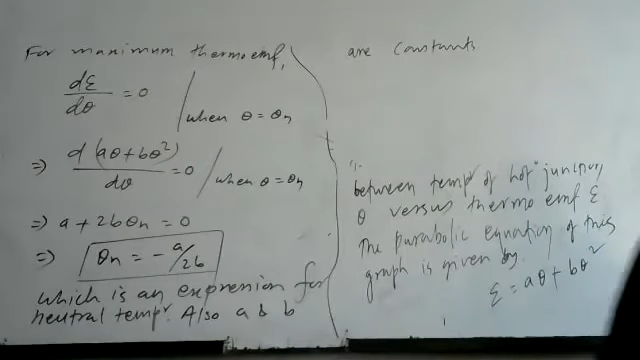 For maximum thermo emf,
dε/dθ = 0 / when θ = θn
⇒ d(aθ+bθ²)/dθ = 0 / when θ = θn
⇒ a + 2bθn = 0
⇒ θn = -a/2b
which is an expression for
neutral tempr. Also a & b
are constants
between tempr of hot junction,
θ versus thermo emf ε
The parabolic equation of this
graph is given by
ε = aθ + bθ²